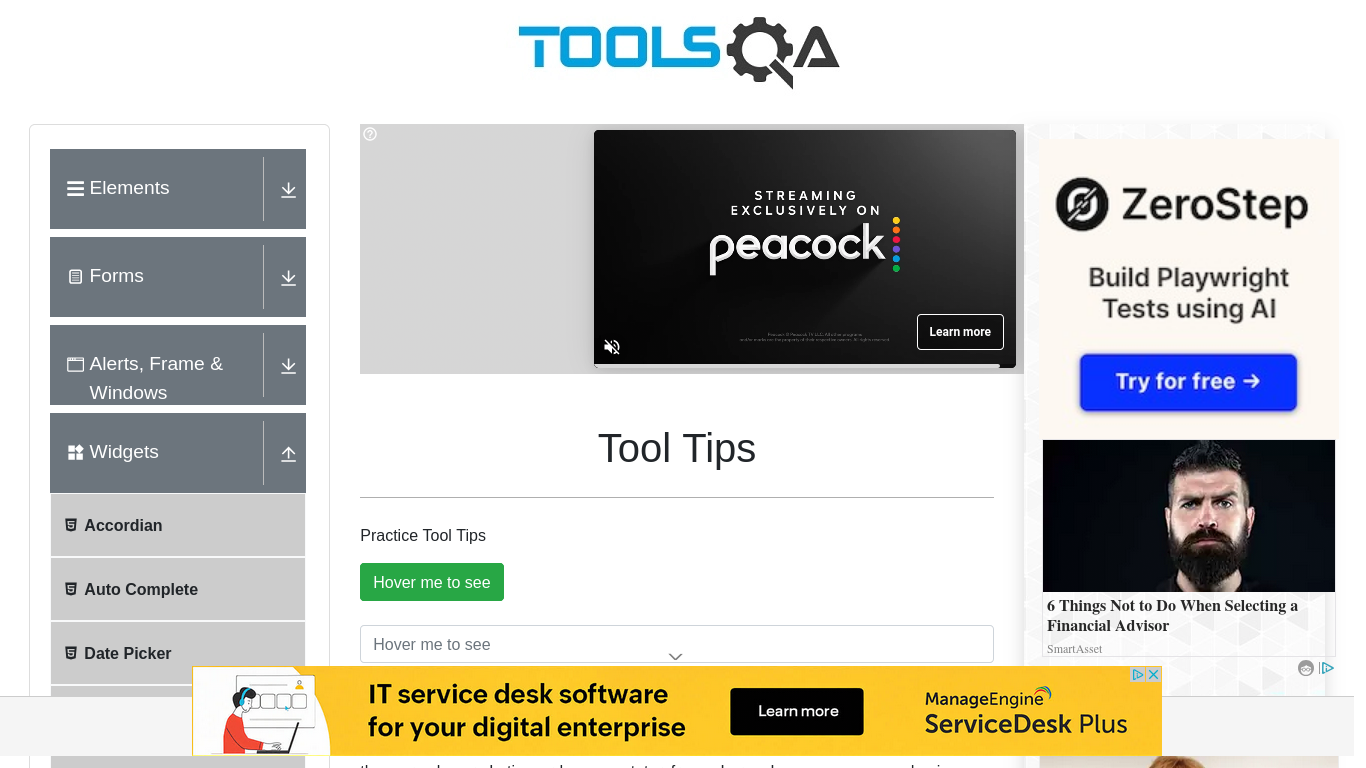 TOOLSQA
Elements
Forms
Alerts, Frame &
Windows
Widgets
Accordian
Auto Complete
Date Picker
STREAMING
EXCLUSIVELY ON
peacock
Learn more
Tool Tips
Practice Tool Tips
Hover me to see
Hover me to see
ZeroStep
Build Playwright
Tests using AI
Try for free →
6 Things Not to Do When Selecting a
Financial Advisor
SmartAsset
IT service desk software
for your digital enterprise
Learn more
ManageEngine
ServiceDesk Plus